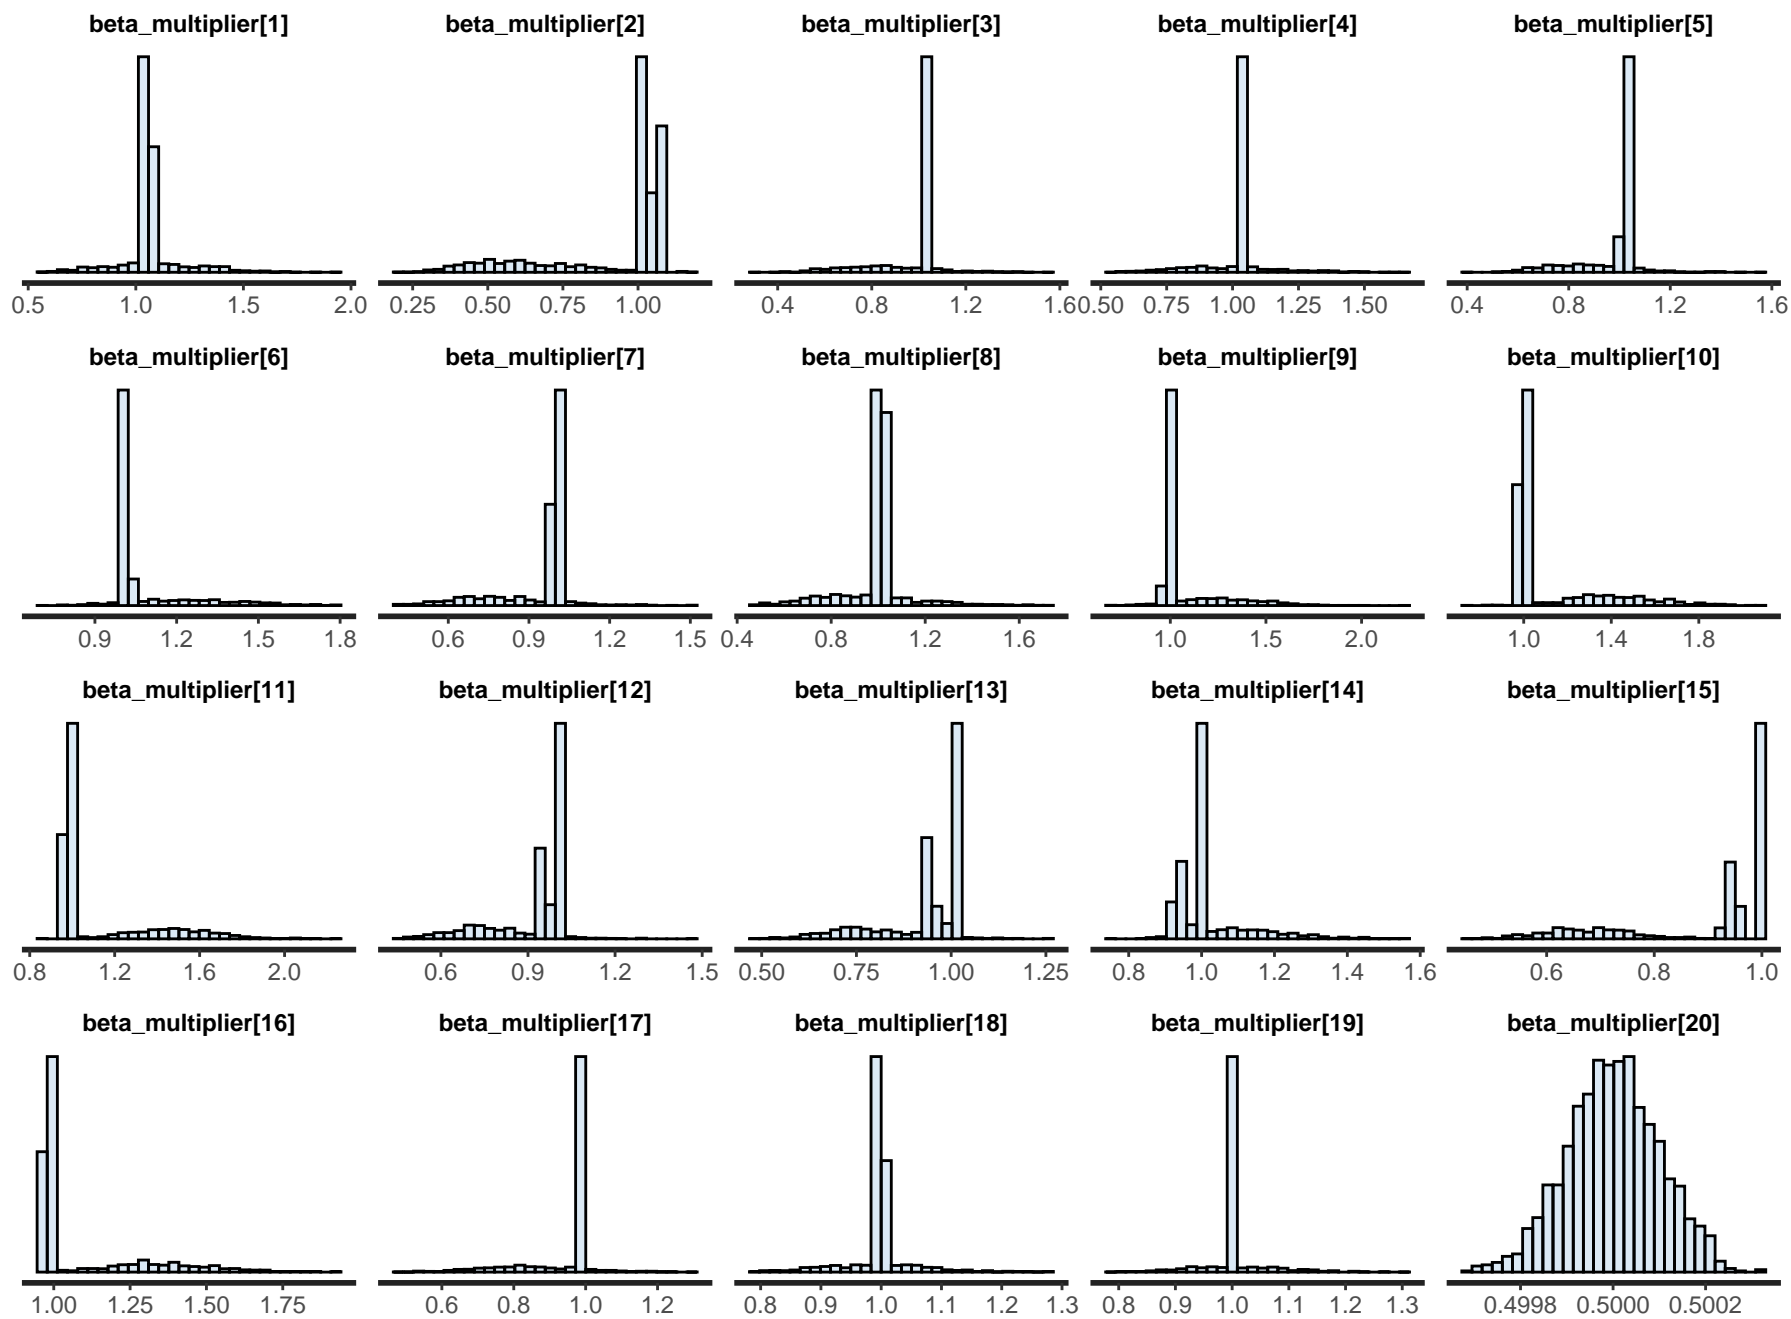 beta_multiplier[1] beta_multiplier[2] beta_multiplier[3] beta_multiplier[4] beta_multiplier[5]
0.5 1.0 1.5 2.0 0.25 0.50 0.75 1.00 0.4 0.8 1.2 1.6 0.50 0.75 1.00 1.25 1.50 0.4 0.8 1.2 1.6
beta_multiplier[6] beta_multiplier[7] beta_multiplier[8] beta_multiplier[9] beta_multiplier[10]
0.9 1.2 1.5 1.8 0.6 0.9 1.2 1.5 0.4 0.8 1.2 1.6 1.0 1.5 2.0 1.0 1.4 1.8
beta_multiplier[11] beta_multiplier[12] beta_multiplier[13] beta_multiplier[14] beta_multiplier[15]
0.8 1.2 1.6 2.0 0.6 0.9 1.2 1.5 0.50 0.75 1.00 1.25 0.8 1.0 1.2 1.4 1.6 0.6 0.8 1.0
beta_multiplier[16] beta_multiplier[17] beta_multiplier[18] beta_multiplier[19] beta_multiplier[20]
1.00 1.25 1.50 1.75 0.6 0.8 1.0 1.2 0.8 0.9 1.0 1.1 1.2 1.3 0.8 0.9 1.0 1.1 1.2 1.3 0.4998 0.5000 0.5002